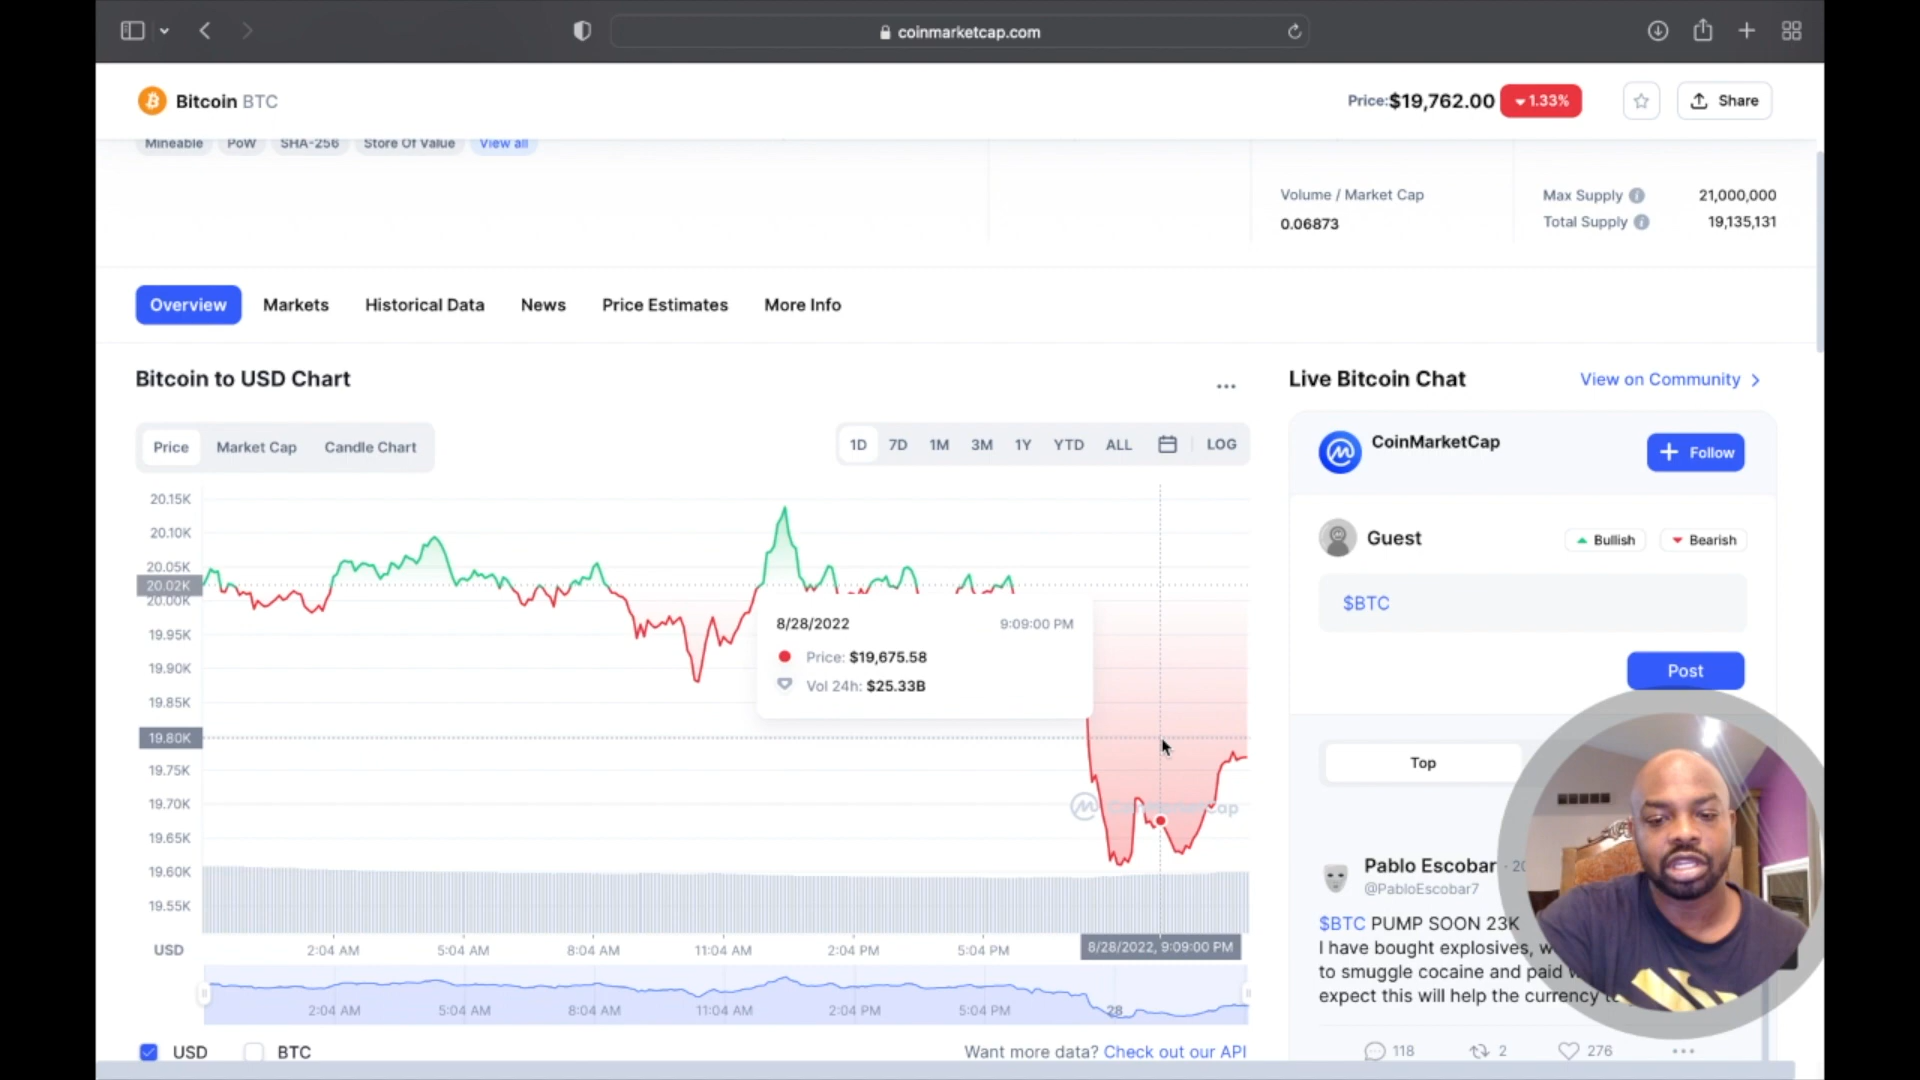 coinmarketcap.com
Bitcoin BTC
Price:$19,762.00 1.33%
Share
Mineable PoW SHA-256 Store Of Value View all
Volume / Market Cap
0.06873
Max Supply 21,000,000
Total Supply 19,135,131
Overview Markets Historical Data News Price Estimates More Info
Bitcoin to USD Chart
Price Market Cap Candle Chart
1D 7D 1M 3M 1Y YTD ALL LOG
20.15K
20.10K
20.05K
20.02K
20.00K
19.95K
19.90K
19.85K
19.80K
19.75K
19.70K
19.65K
19.60K
19.55K
8/28/2022 9:09:00 PM
Price: $19,675.58
Vol 24h: $25.33B
USD 2:04 AM 5:04 AM 8:04 AM 11:04 AM 2:04 PM 5:04 PM 8/28/2022, 9:09:00 PM
2:04 AM 5:04 AM 8:04 AM 11:04 AM 2:04 PM 5:04 PM 28
USD BTC
Want more data? Check out our API
Live Bitcoin Chat
View on Community
CoinMarketCap
Follow
Guest
Bullish Bearish
$BTC
Post
Top
Pablo Escobar
@PabloEscobar7
$BTC PUMP SOON 23K
I have bought explosives,
to smuggle cocaine and paid
expect this will help the currency
118 2 276